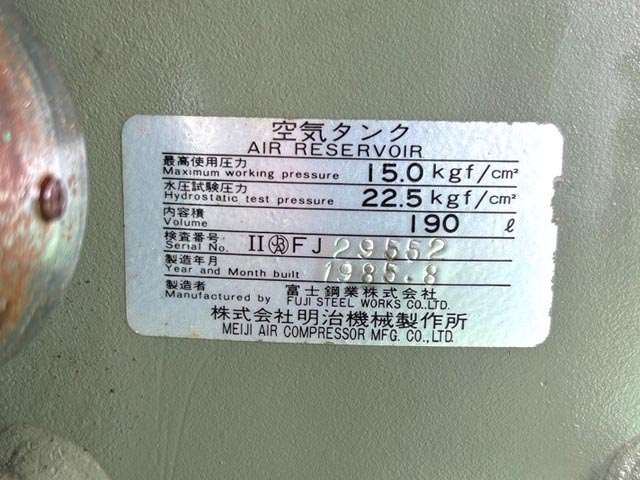 空気タンク
AIR RESERVOIR
最高使用圧力
Maximum working pressure 15.0 kgf/cm²
水圧試験圧力
Hydrostatic test pressure 22.5 kgf/cm²
内容積
Volume 190 ℓ
検査番号
Serial No. II FJ 29552
製造年月
Year and Month built 1985.8
製造者
Manufactured by 富士鋼業株式会社
FUJI STEEL WORKS CO.,LTD.
株式会社明治機械製作所
MEIJI AIR COMPRESSOR MFG. CO.,LTD.